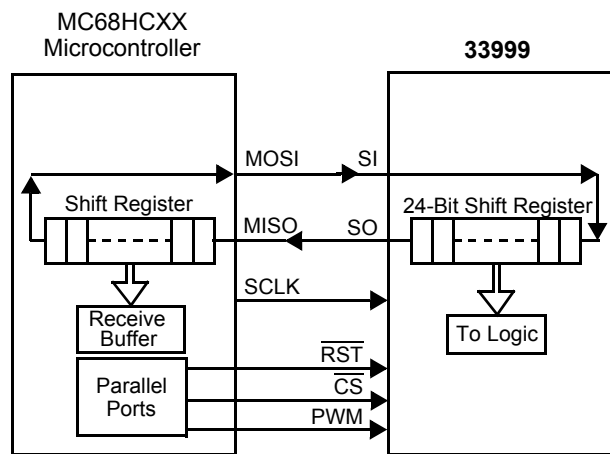 MC68HCXX
Microcontroller
33999
MOSI
SI
Shift Register
24-Bit Shift Register
MISO
SO
SCLK
Receive
Buffer
To Logic
Parallel
Ports
RST
CS
PWM